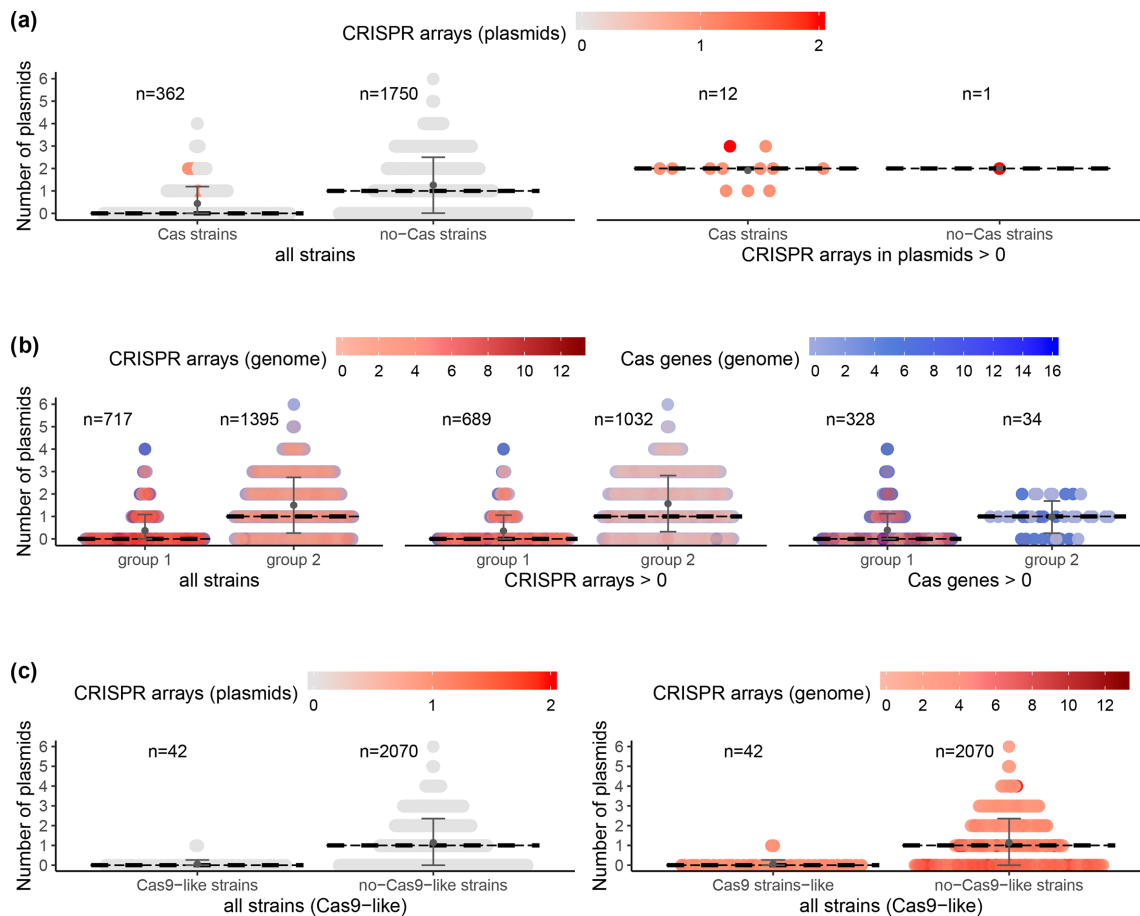 (a)
CRISPR arrays (plasmids)
0 1 2
Number of plasmids
6
5
4
3
2
1
0
n=362
n=1750
n=12
n=1
Cas strains
no−Cas strains
all strains
Cas strains
no−Cas strains
CRISPR arrays in plasmids > 0
(b)
CRISPR arrays (genome)
0 2 4 6 8 10 12
Cas genes (genome)
0 2 4 6 8 10 12 14 16
Number of plasmids
6
5
4
3
2
1
0
n=717
n=1395
n=689
n=1032
n=328
n=34
group 1
group 2
all strains
group 1
group 2
CRISPR arrays > 0
group 1
group 2
Cas genes > 0
(c)
CRISPR arrays (plasmids)
0 1 2
CRISPR arrays (genome)
0 2 4 6 8 10 12
Number of plasmids
6
5
4
3
2
1
0
n=42
n=2070
Cas9−like strains
no−Cas9−like strains
all strains (Cas9−like)
Number of plasmids
6
5
4
3
2
1
0
n=42
n=2070
Cas9 strains−like
no−Cas9−like strains
all strains (Cas9−like)